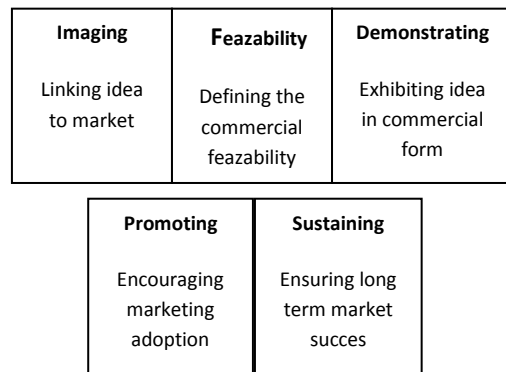 Imaging
Linking idea
to market
Feazability
Defining the
commercial
feazability
Demonstrating
Exhibiting idea
in commercial
form
Promoting
Encouraging
marketing
adoption
Sustaining
Ensuring long
term market
succes